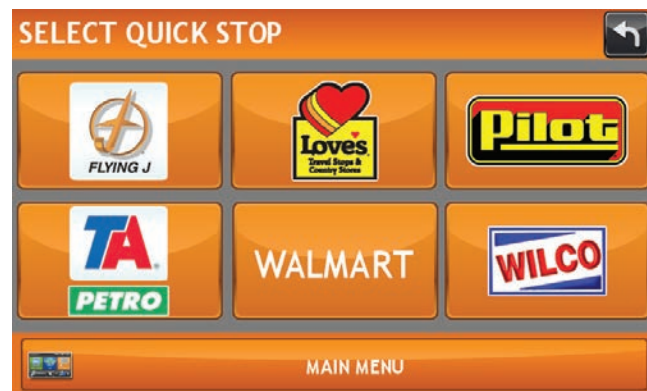 SELECT QUICK STOP
FLYING J
Loves
Travel Stops &
Country Stores
Pilot
TA
PETRO
WALMART
WILCO
MAIN MENU